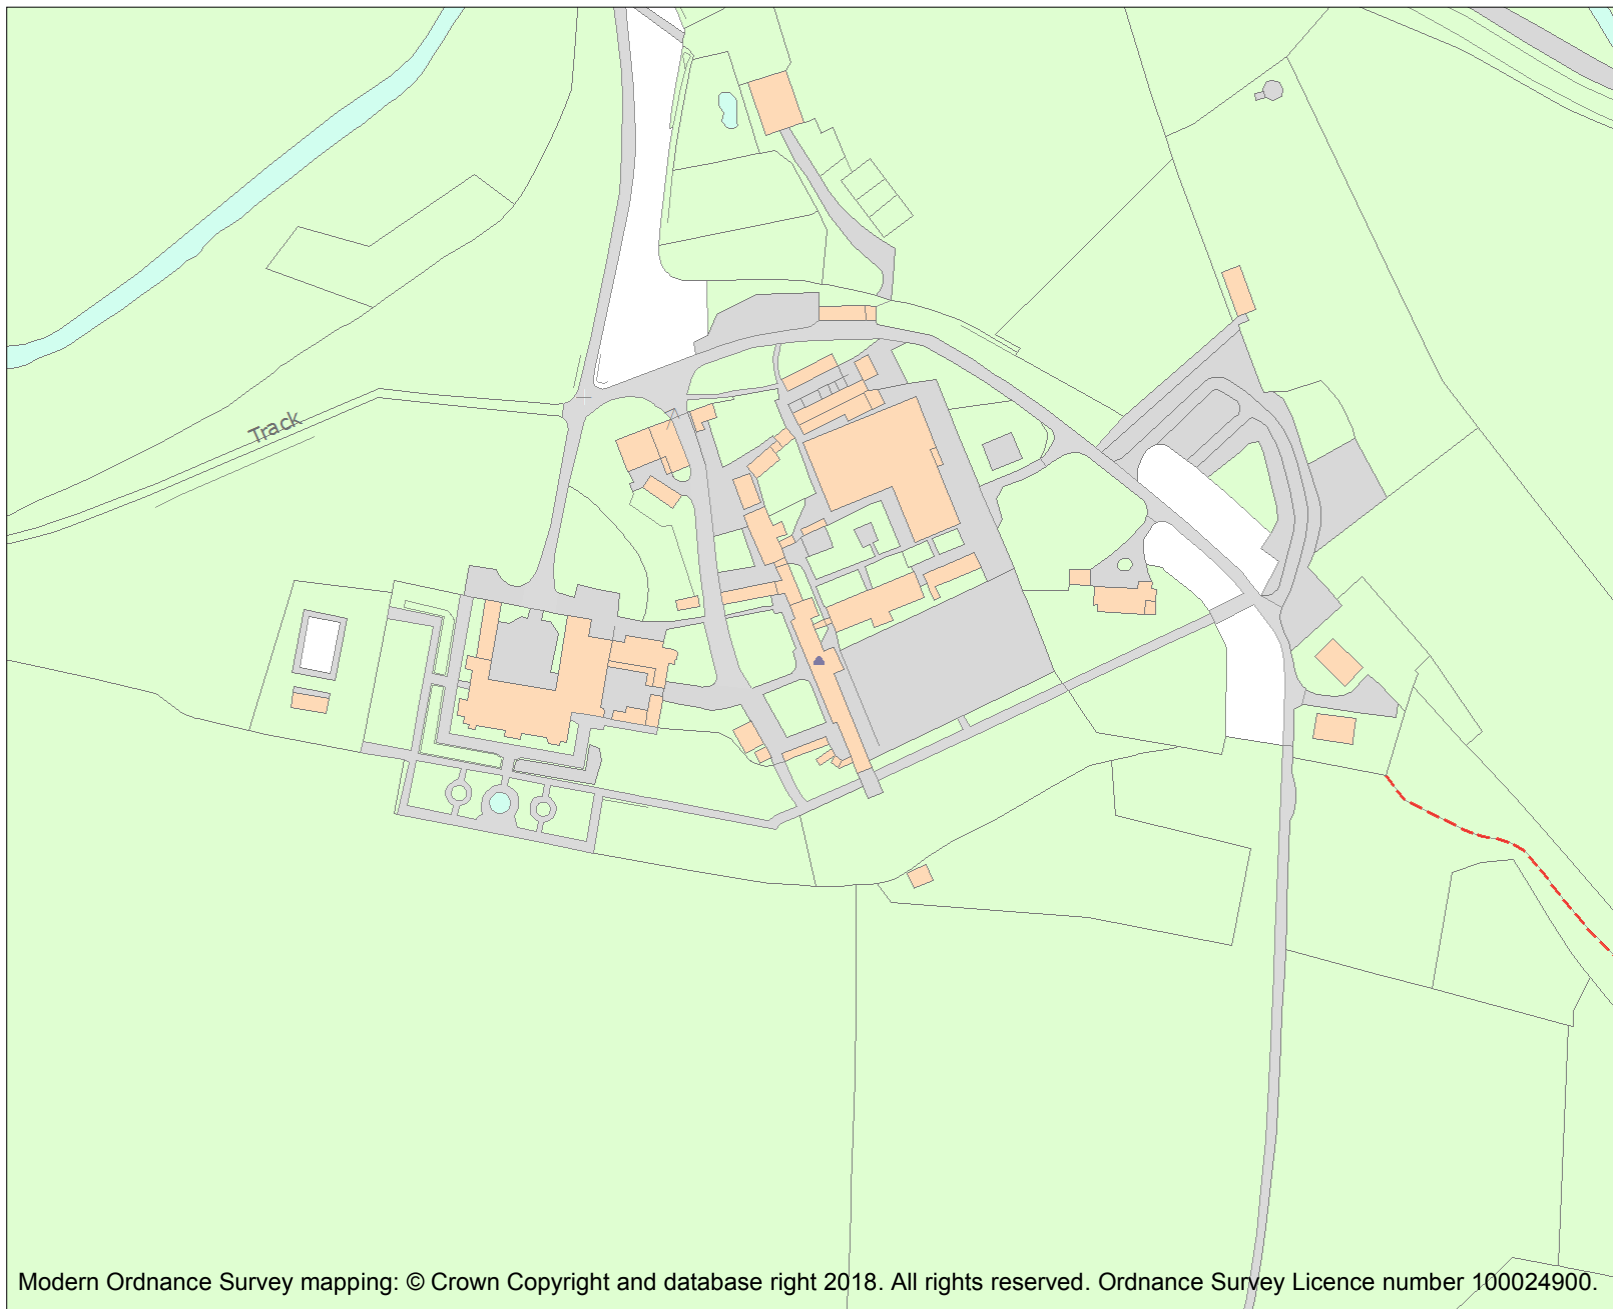 Track
Modern Ordnance Survey mapping: © Crown Copyright and database right 2018. All rights reserved. Ordnance Survey Licence number 100024900.